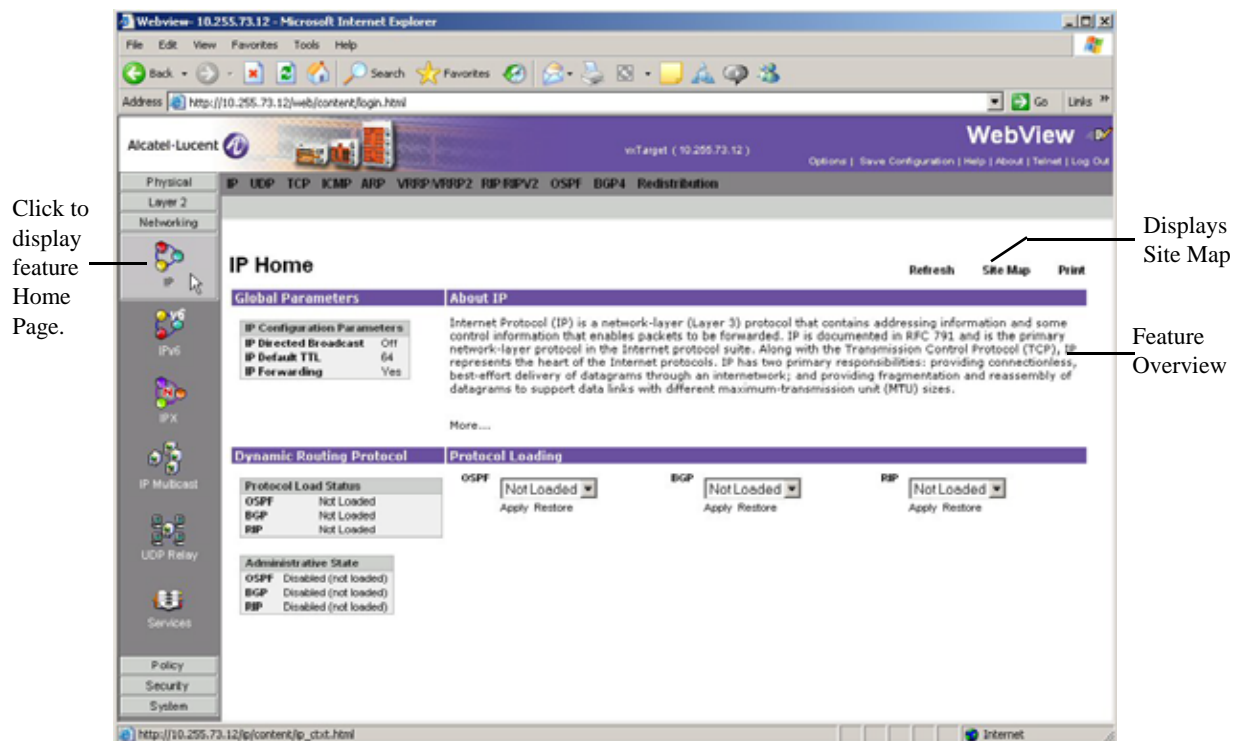 Webview- 10.255.73.12 - Microsoft Internet Explorer
File Edit View Favorites Tools Help
Back Search Favorites
Address http://10.255.73.12/web/content/login.html Go Links »
Alcatel-Lucent
vxTarget ( 10.255.73.12 )
WebView
Options | Save Configuration | Help | About | Telnet | Log Out
Physical
Layer 2
Networking
IP UDP TCP ICMP ARP VRRP/VRRP2 RIP/RIPV2 OSPF BGP4 Redistribution
Click to
display
feature
Home
Page.
IP
IPv6
IPX
IP Multicast
UDP Relay
Services
Policy
Security
System
IP Home
Refresh Site Map Print
Displays
Site Map
Global Parameters
IP Configuration Parameters
IP Directed Broadcast Off
IP Default TTL 64
IP Forwarding Yes
About IP
Internet Protocol (IP) is a network-layer (Layer 3) protocol that contains addressing information and some
control information that enables packets to be forwarded. IP is documented in RFC 791 and is the primary
network-layer protocol in the Internet protocol suite. Along with the Transmission Control Protocol (TCP), IP
represents the heart of the Internet protocols. IP has two primary responsibilities: providing connectionless,
best-effort delivery of datagrams through an internetwork; and providing fragmentation and reassembly of
datagrams to support data links with different maximum-transmission unit (MTU) sizes.
More....
Feature
Overview
Dynamic Routing Protocol
Protocol Load Status
OSPF Not Loaded
BGP Not Loaded
RIP Not Loaded
Administrative State
OSPF Disabled (not loaded)
BGP Disabled (not loaded)
RIP Disabled (not loaded)
Protocol Loading
OSPF Not Loaded
Apply Restore
BGP Not Loaded
Apply Restore
RIP Not Loaded
Apply Restore
http://10.255.73.12/ip/content/ip_ctxt.html
Internet